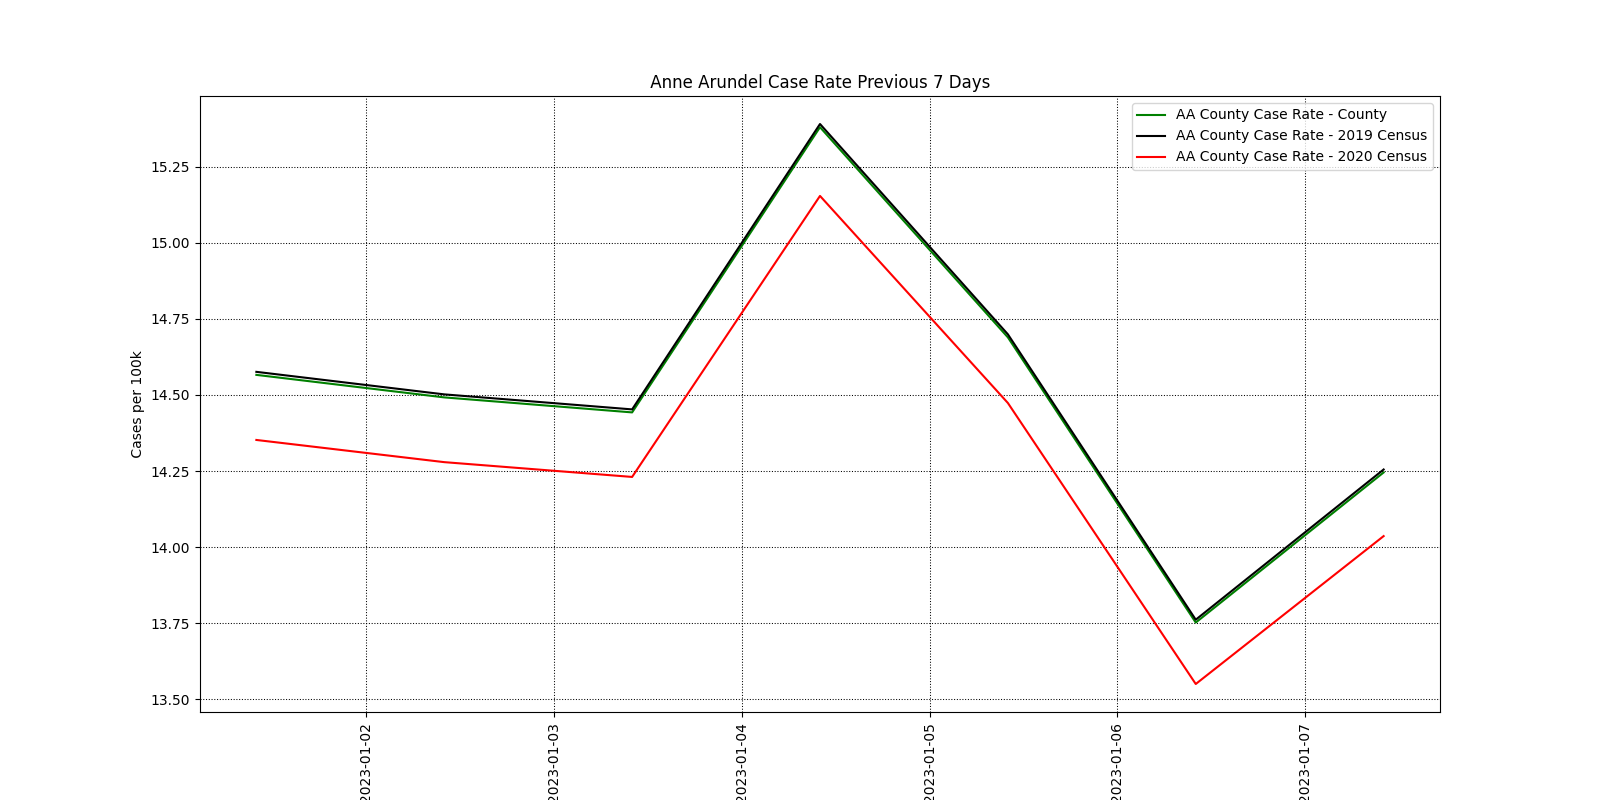 Anne Arundel Case Rate Previous 7 Days
AA County Case Rate - County
AA County Case Rate - 2019 Census
AA County Case Rate - 2020 Census
Cases per 100k
15.25
15.00
14.75
14.50
14.25
14.00
13.75
13.50
2023-01-02
2023-01-03
2023-01-04
2023-01-05
2023-01-06
2023-01-07